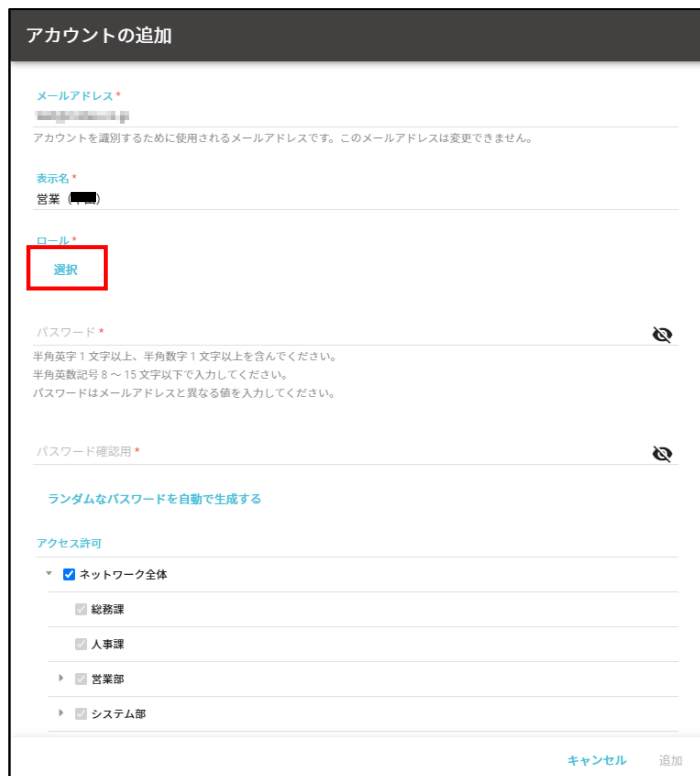 アカウントの追加
メールアドレス *
アカウントを識別するために使用されるメールアドレスです。このメールアドレスは変更できません。
表示名 *
営業（
ロール *
選択
パスワード *
半角英字 1 文字以上、半角数字 1 文字以上を含んでください。
半角英数記号 8 ～ 15 文字以下で入力してください。
パスワードはメールアドレスと異なる値を入力してください。
パスワード確認用 *
ランダムなパスワードを自動で生成する
アクセス許可
ネットワーク全体
総務課
人事課
営業部
システム部
キャンセル 追加